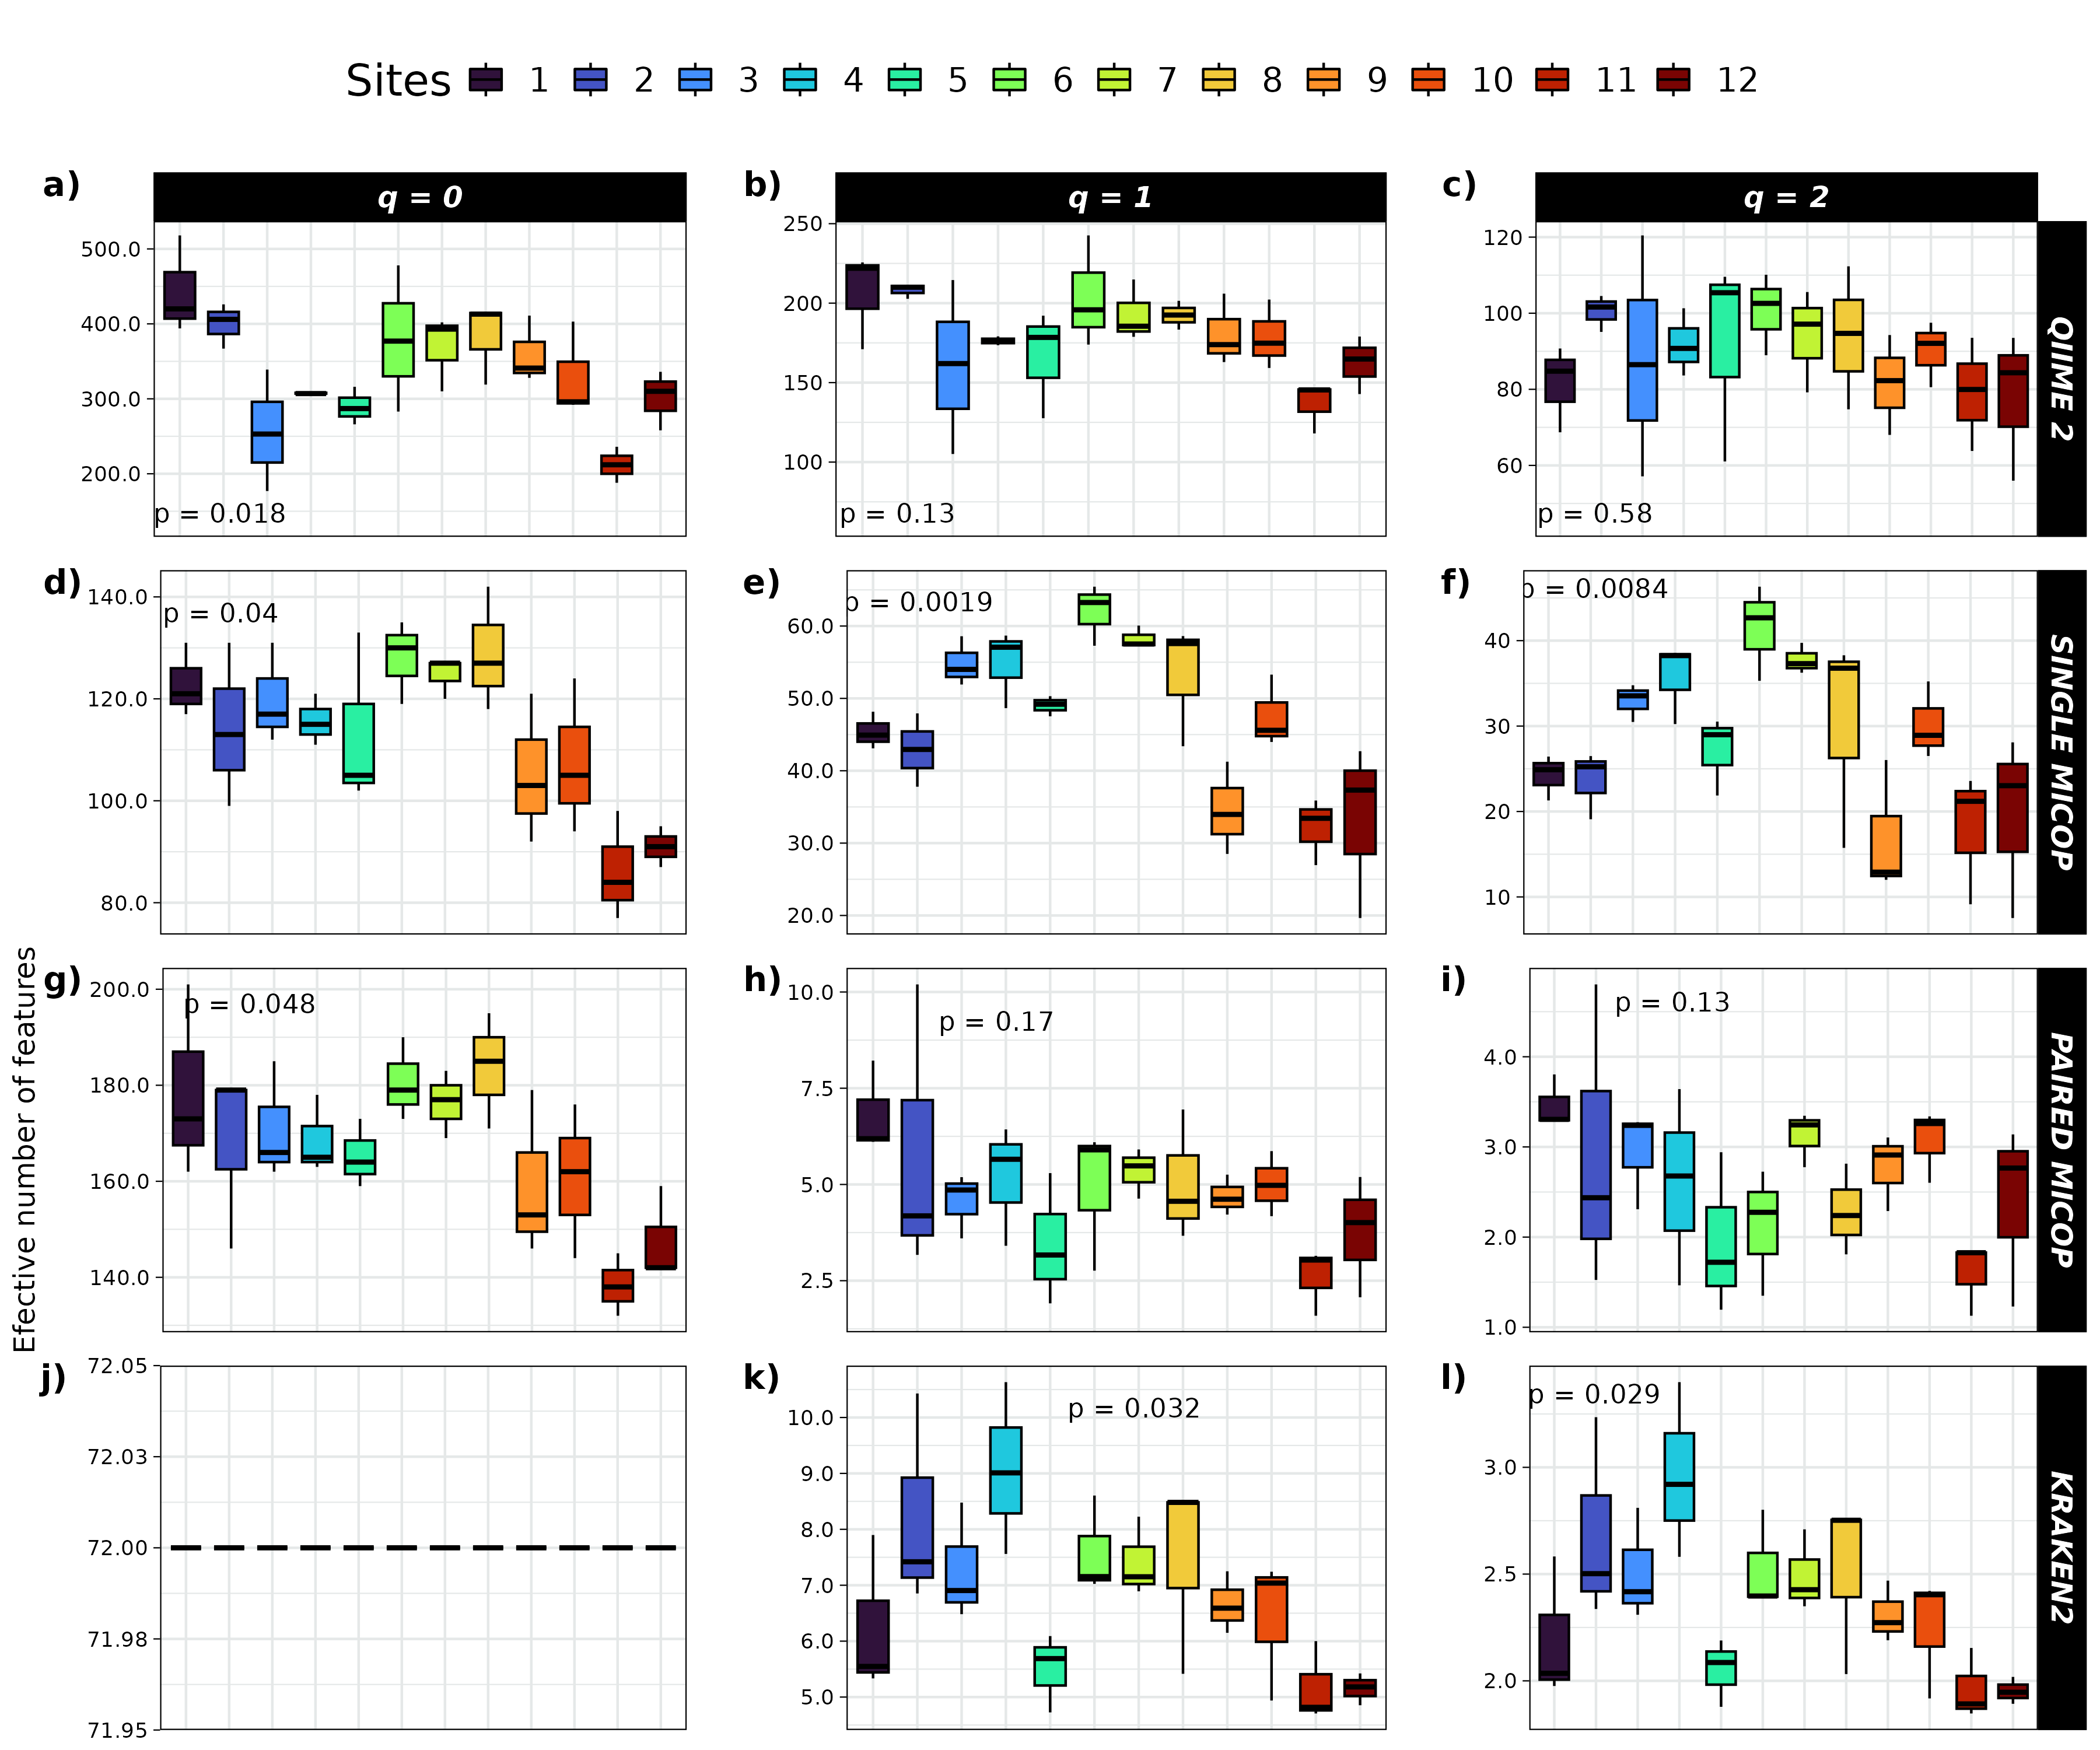 Sites 1 2 3 4 5 6 7 8 9 10 11 12
a) q = 0
500.0
400.0
300.0
200.0
p = 0.018
b) q = 1
250
200
150
100
p = 0.13
c) q = 2
120
100
80
60
p = 0.58
QIIME 2
d)
140.0
120.0
100.0
80.0
p = 0.04
e)
60.0
50.0
40.0
30.0
20.0
p = 0.0019
f)
40
30
20
10
p = 0.0084
SINGLE MICOP
Efective number of features
g)
200.0
180.0
160.0
140.0
p = 0.048
h)
10.0
7.5
5.0
2.5
p = 0.17
i)
4.0
3.0
2.0
1.0
p = 0.13
PAIRED MICOP
j)
72.05
72.03
72.00
71.98
71.95
k)
10.0
9.0
8.0
7.0
6.0
5.0
p = 0.032
l)
3.0
2.5
2.0
p = 0.029
KRAKEN2